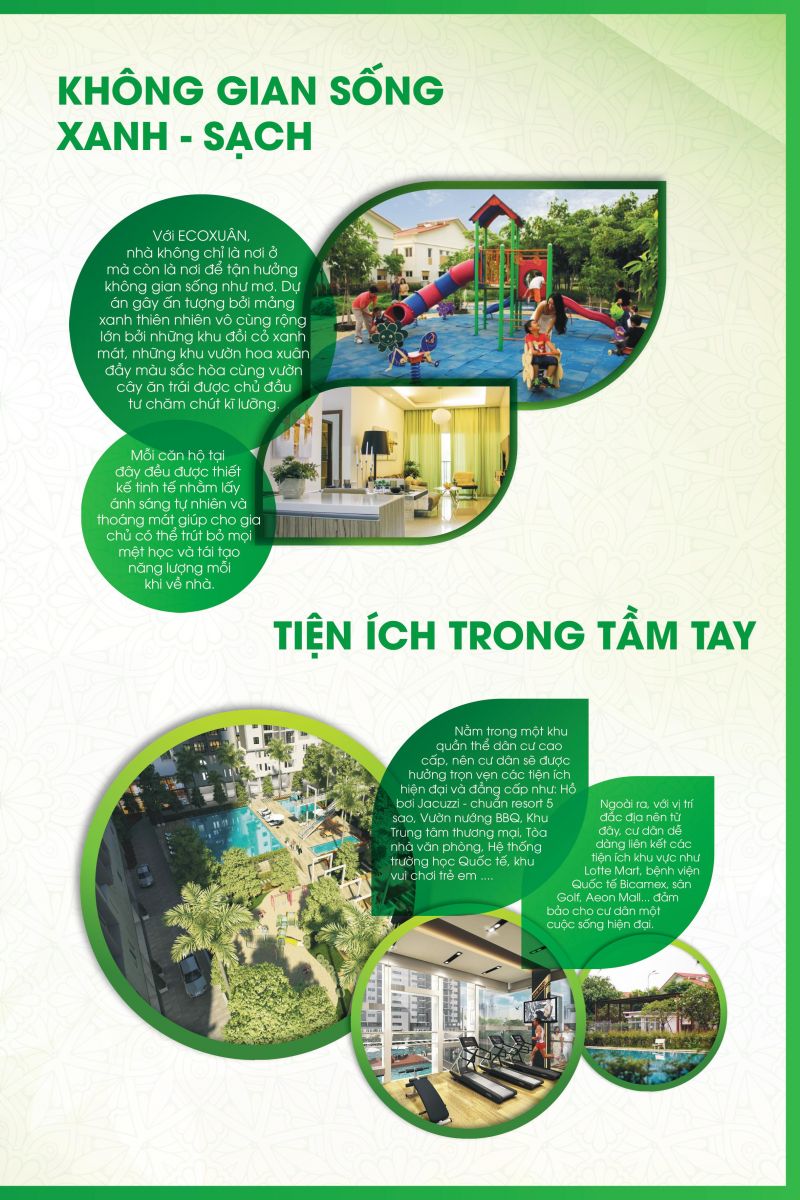 KHÔNG GIAN SỐNG
XANH - SẠCH
Với ECOXUÂN,
nhà không chỉ là nơi ở
mà còn là nơi để tận hưởng
không gian sống như mơ. Dự
án gây ấn tượng bởi mảng
xanh thiên nhiên vô cùng rộng
lớn bởi những khu đồi cỏ xanh
mát, những khu vườn hoa xuân
đầy màu sắc hòa cùng vườn
cây ăn trái được chủ đầu
tư chăm chút kĩ lưỡng.
Mỗi căn hộ tại
đây đều được thiết
kế tinh tế nhằm lấy
ánh sáng tự nhiên và
thoáng mát giúp cho gia
chủ có thể trút bỏ mọi
mệt học và tái tạo
năng lượng mỗi
khi về nhà.
TIỆN ÍCH TRONG TẦM TAY
Nằm trong một khu
quần thể dân cư cao
cấp, nên cư dân sẽ được
hưởng trọn vẹn các tiện ích
hiện đại và đẳng cấp như: Hồ
bơi Jacuzzi - chuẩn resort 5
sao, Vườn nướng BBQ, Khu
Trung tâm thương mại, Tòa
nhà văn phòng, Hệ thống
trường học Quốc tế, khu
vui chơi trẻ em ....
Ngoài ra, với vị trí
đắc địa nên từ
đây, cư dân dễ
dàng liên kết các
tiện ích khu vực như
Lotte Mart, bệnh viện
Quốc tế Bicamex, sân
Golf, Aeon Mall... đảm
bảo cho cư dân một
cuộc sống hiện đại.